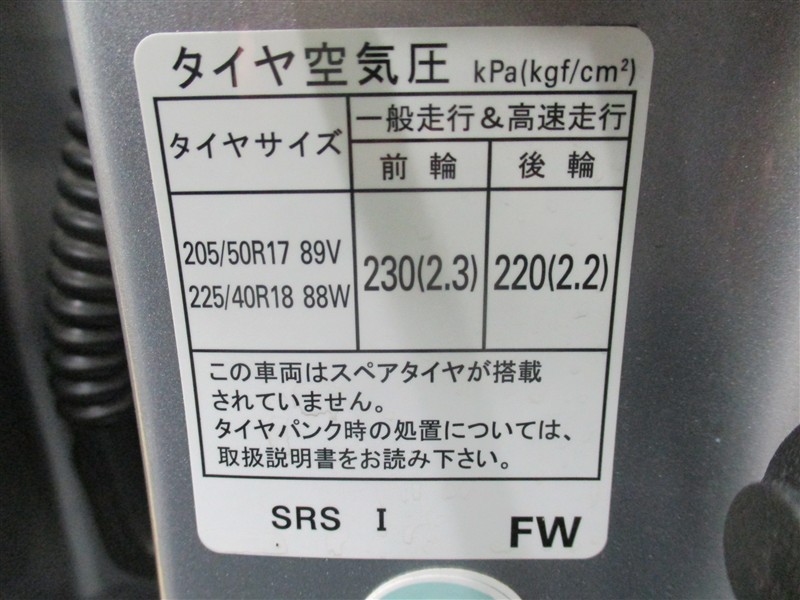 タイヤ空気圧 kPa(kgf/cm²)
タイヤサイズ
一般走行&高速走行
前輪 後輪
205/50R17 89V
225/40R18 88W
230(2.3) 220(2.2)
この車両はスペアタイヤが搭載
されていません。
タイヤパンク時の処置については、
取扱説明書をお読み下さい。
SRS I FW